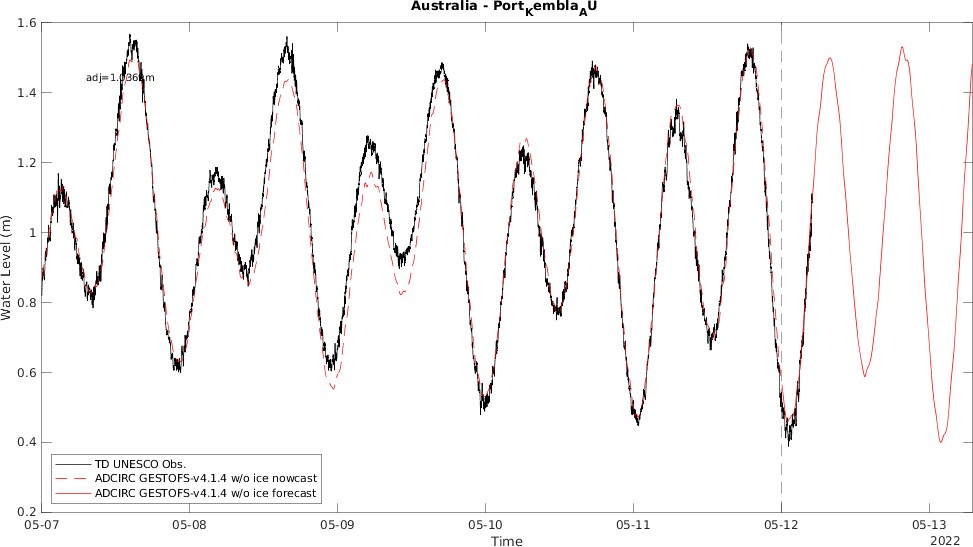 Australia - PortKemblaAU
1.6
adj=1.0
1.4
1.2
1
0.8
0.6
0.4
0.2
Water Level (m)
TD UNESCO Obs.
ADCIRC GESTOFS-v4.1.4 w/o ice nowcast
ADCIRC GESTOFS-v4.1.4 w/o ice forecast
05-07 05-08 05-09 05-10 05-11 05-12 05-13
Time
2022